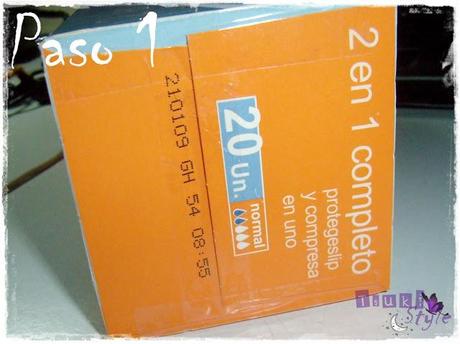 Paso 1
2 en 1 completo
protegeslip
y compresa
en uno
20 Un.
normal
210109 GH 54 08:55
Tiuki
Style